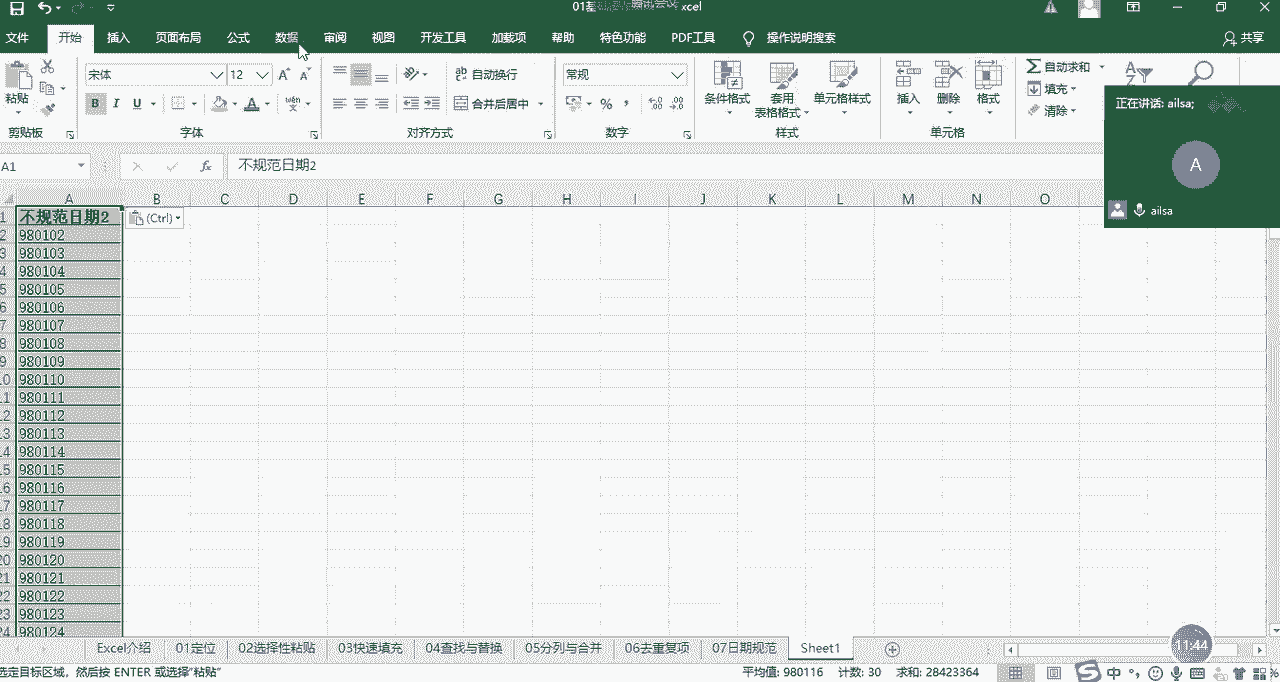 xcel
文件 开始 插入 页面布局 公式 数据 审阅 视图 开发工具 加载项 帮助 特色功能 PDF工具 操作说明搜索 共享
宋体 12 自动换行 常规 自动求和
粘贴 B I U 合并后居中 条件格式 套用 表格格式 单元格样式 插入 删除 格式 填充 清除
剪贴板 字体 对齐方式 数字 样式 单元格
正在讲话: ailsa;
A
ailsa
A1 fx 不规范日期2
A B C D E F G H I J K L M N O
1 不规范日期2 (Ctrl)
2 980102
3 980103
4 980104
5 980105
6 980106
7 980107
8 980108
9 980109
0 980110
11 980111
12 980112
13 980113
14 980114
15 980115
16 980116
17 980117
18 980118
19 980119
20 980120
21 980121
22 980122
23 980123
24 980124
Excel介绍 01定位 02选择性粘贴 03快速填充 04查找与替换 05分列与合并 06去重复项 07日期规范 Sheet1
11:44
选定目标区域，然后按 ENTER 或选择"粘贴" 平均值: 980116 计数: 30 求和: 28423364 中